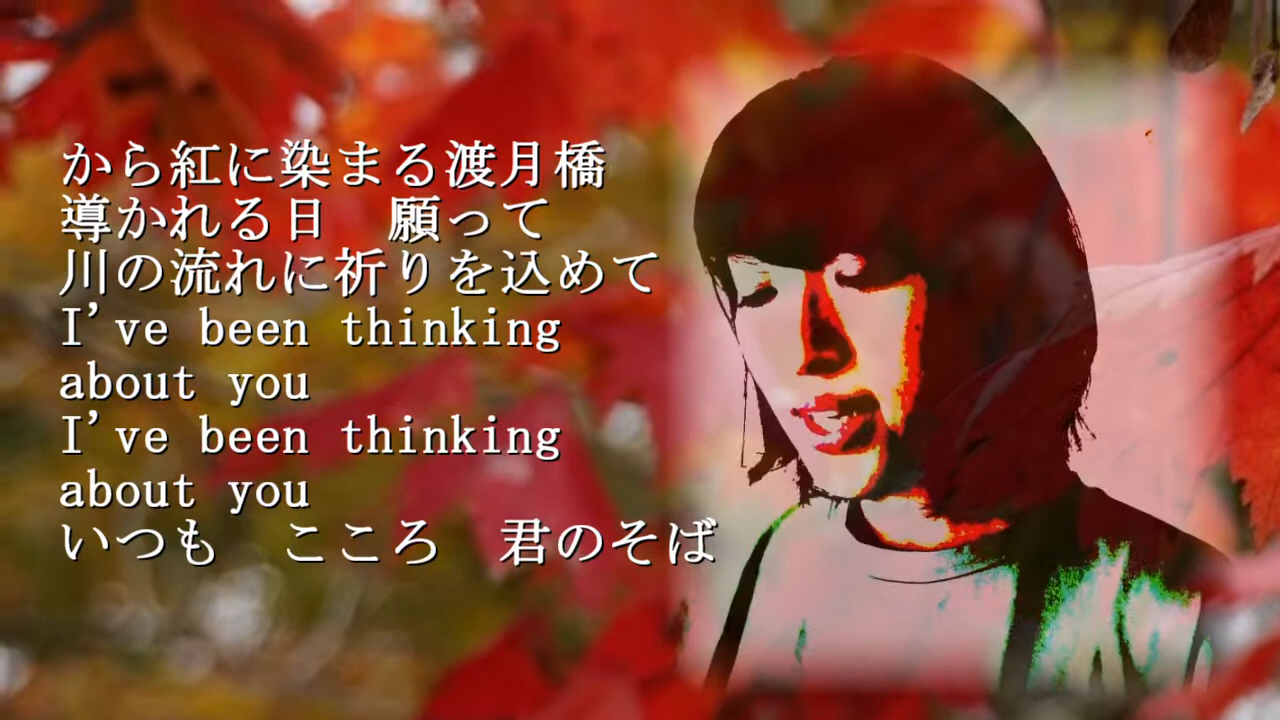 から紅に染まる渡月橋
導かれる日　願って
川の流れに祈りを込めて
I've been thinking
about you
I've been thinking
about you
いつも　こころ　君のそば